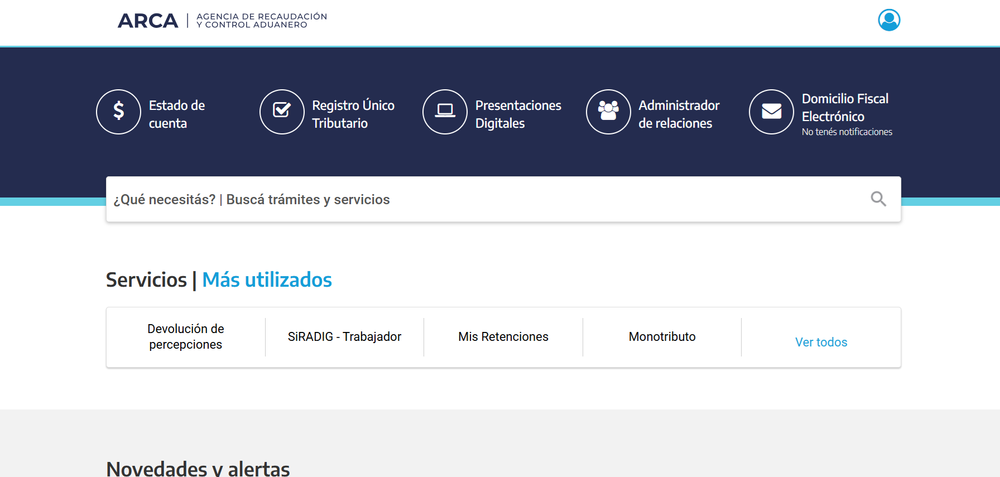 ARCA
AGENCIA DE RECAUDACIÓN
Y CONTROL ADUANERO
Estado de
cuenta
Registro Único
Tributario
Presentaciones
Digitales
Administrador
de relaciones
Domicilio Fiscal
Electrónico
No tenés notificaciones
¿Qué necesitás? | Buscá trámites y servicios
Servicios | Más utilizados
Devolución de
percepciones
SiRADIG - Trabajador
Mis Retenciones
Monotributo
Ver todos
Novedades y alertas